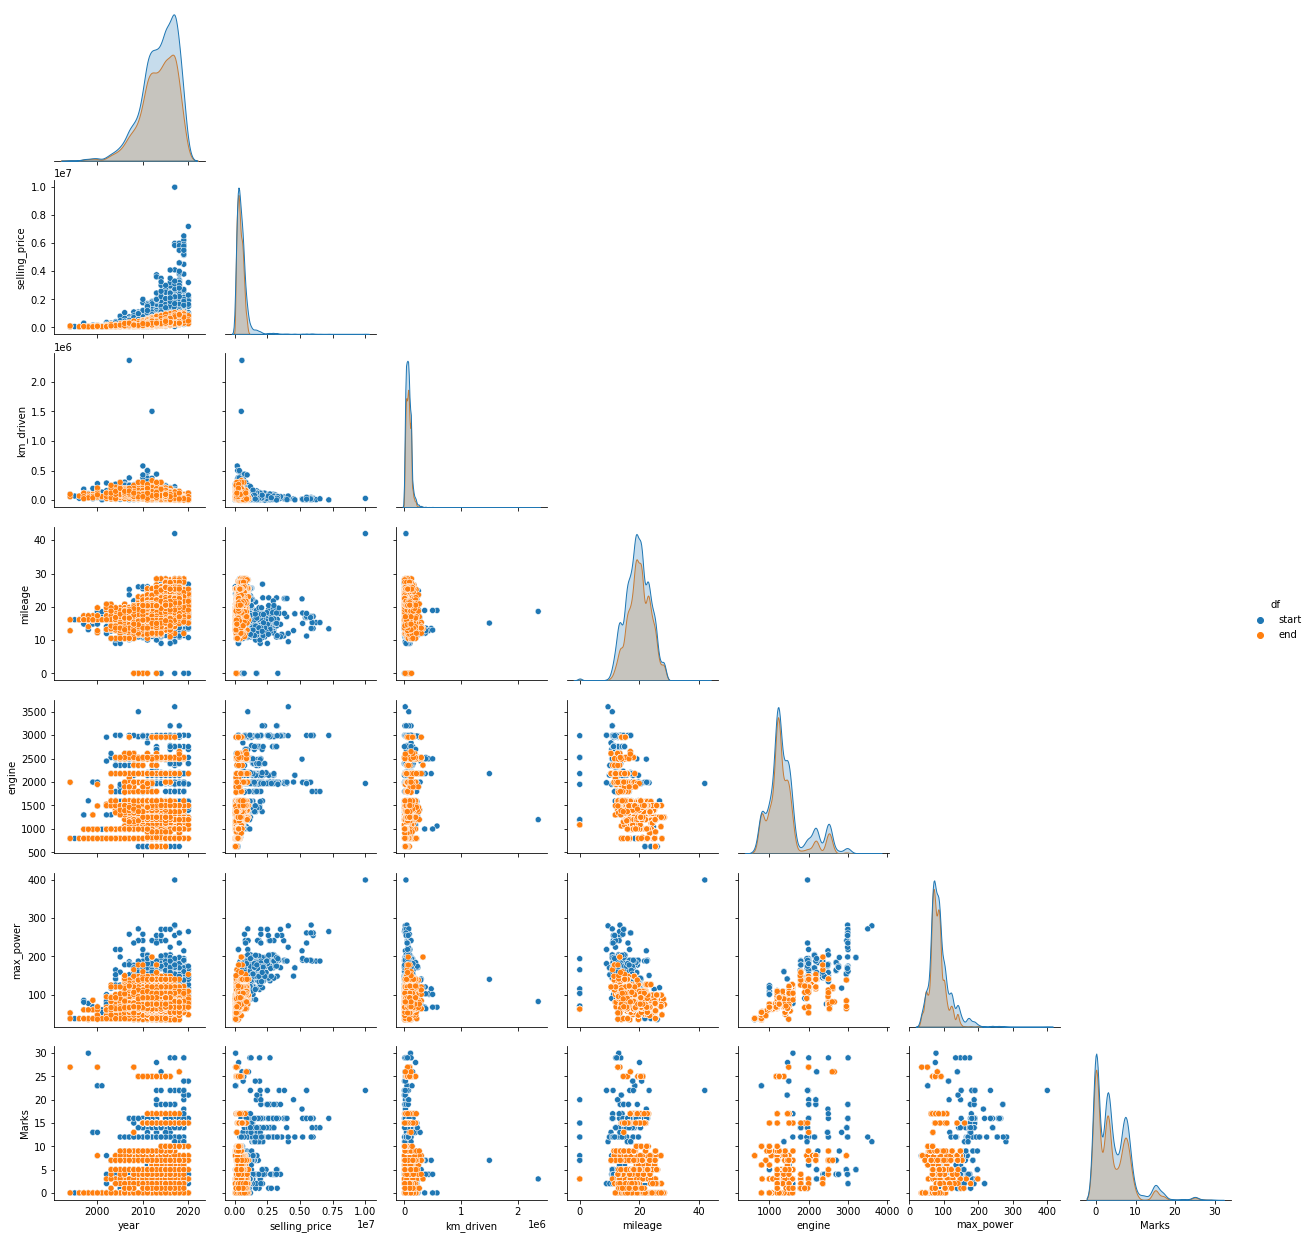 1e7
1.0
0.8
0.6
0.4
0.2
0.0
selling_price
1e6
2.0
1.5
1.0
0.5
0.0
km_driven
40
30
20
10
0
mileage
df
start
end
3500
3000
2500
2000
1500
1000
500
engine
400
300
200
100
max_power
30
25
20
15
10
5
0
Marks
2000 2010 2020
year
0.00 0.25 0.50 0.75 1.00
selling_price 1e7
0 1 2
km_driven 1e6
0 20 40
mileage
1000 2000 3000 4000
engine
0 100 200 300 400
max_power
0 10 20 30
Marks